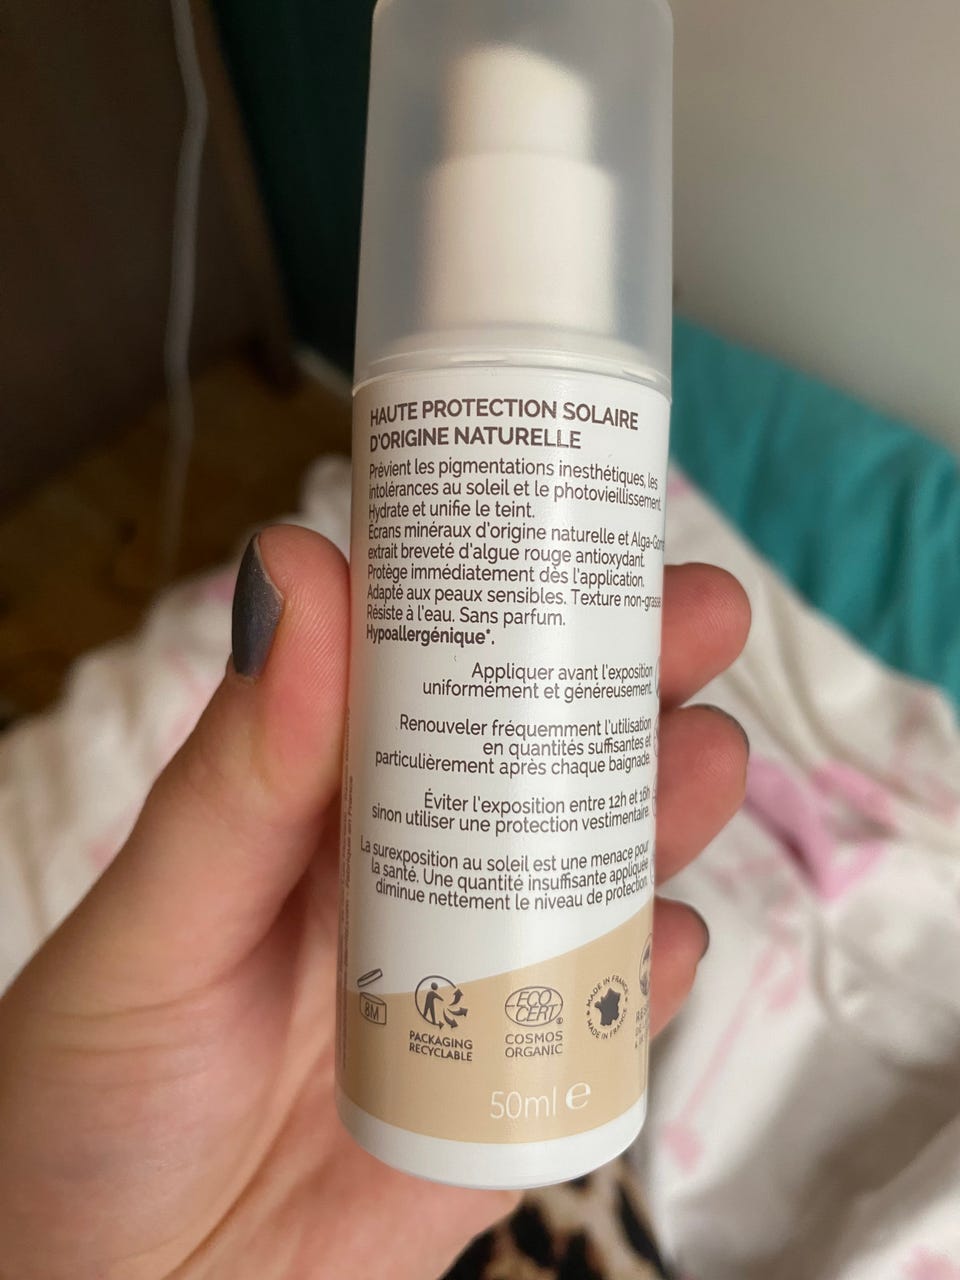 HAUTE PROTECTION SOLAIRE
D'ORIGINE NATURELLE
Prévient les pigmentations inesthétiques, les
intolérances au soleil et le photovieillissement
Hydrate et unifie le teint.
Écrans minéraux d'origine naturelle et
extrait breveté d'algue rouge antioxydant.
Protège immédiatement dès l'application.
Adapté aux peaux sensibles. Texture
Résiste à l'eau. Sans parfum.
Hypoallergénique*.
Appliquer avant l'exposition
uniformément et généreusement.
Renouveler fréquemment l'utilisation
en quantités suffisantes et
particulièrement après chaque baignade.
Éviter l'exposition entre 12h et 16h
sinon utiliser une protection vestimentaire.
La surexposition au soleil est une menace pour
la santé. Une quantité insuffisante appliquée
diminue nettement le niveau de protection.
8M
PACKAGING
RECYCLABLE
ECO
CERT®
COSMOS
ORGANIC
MADE IN FRANCE
MADE IN FRANCE
50ml ℮